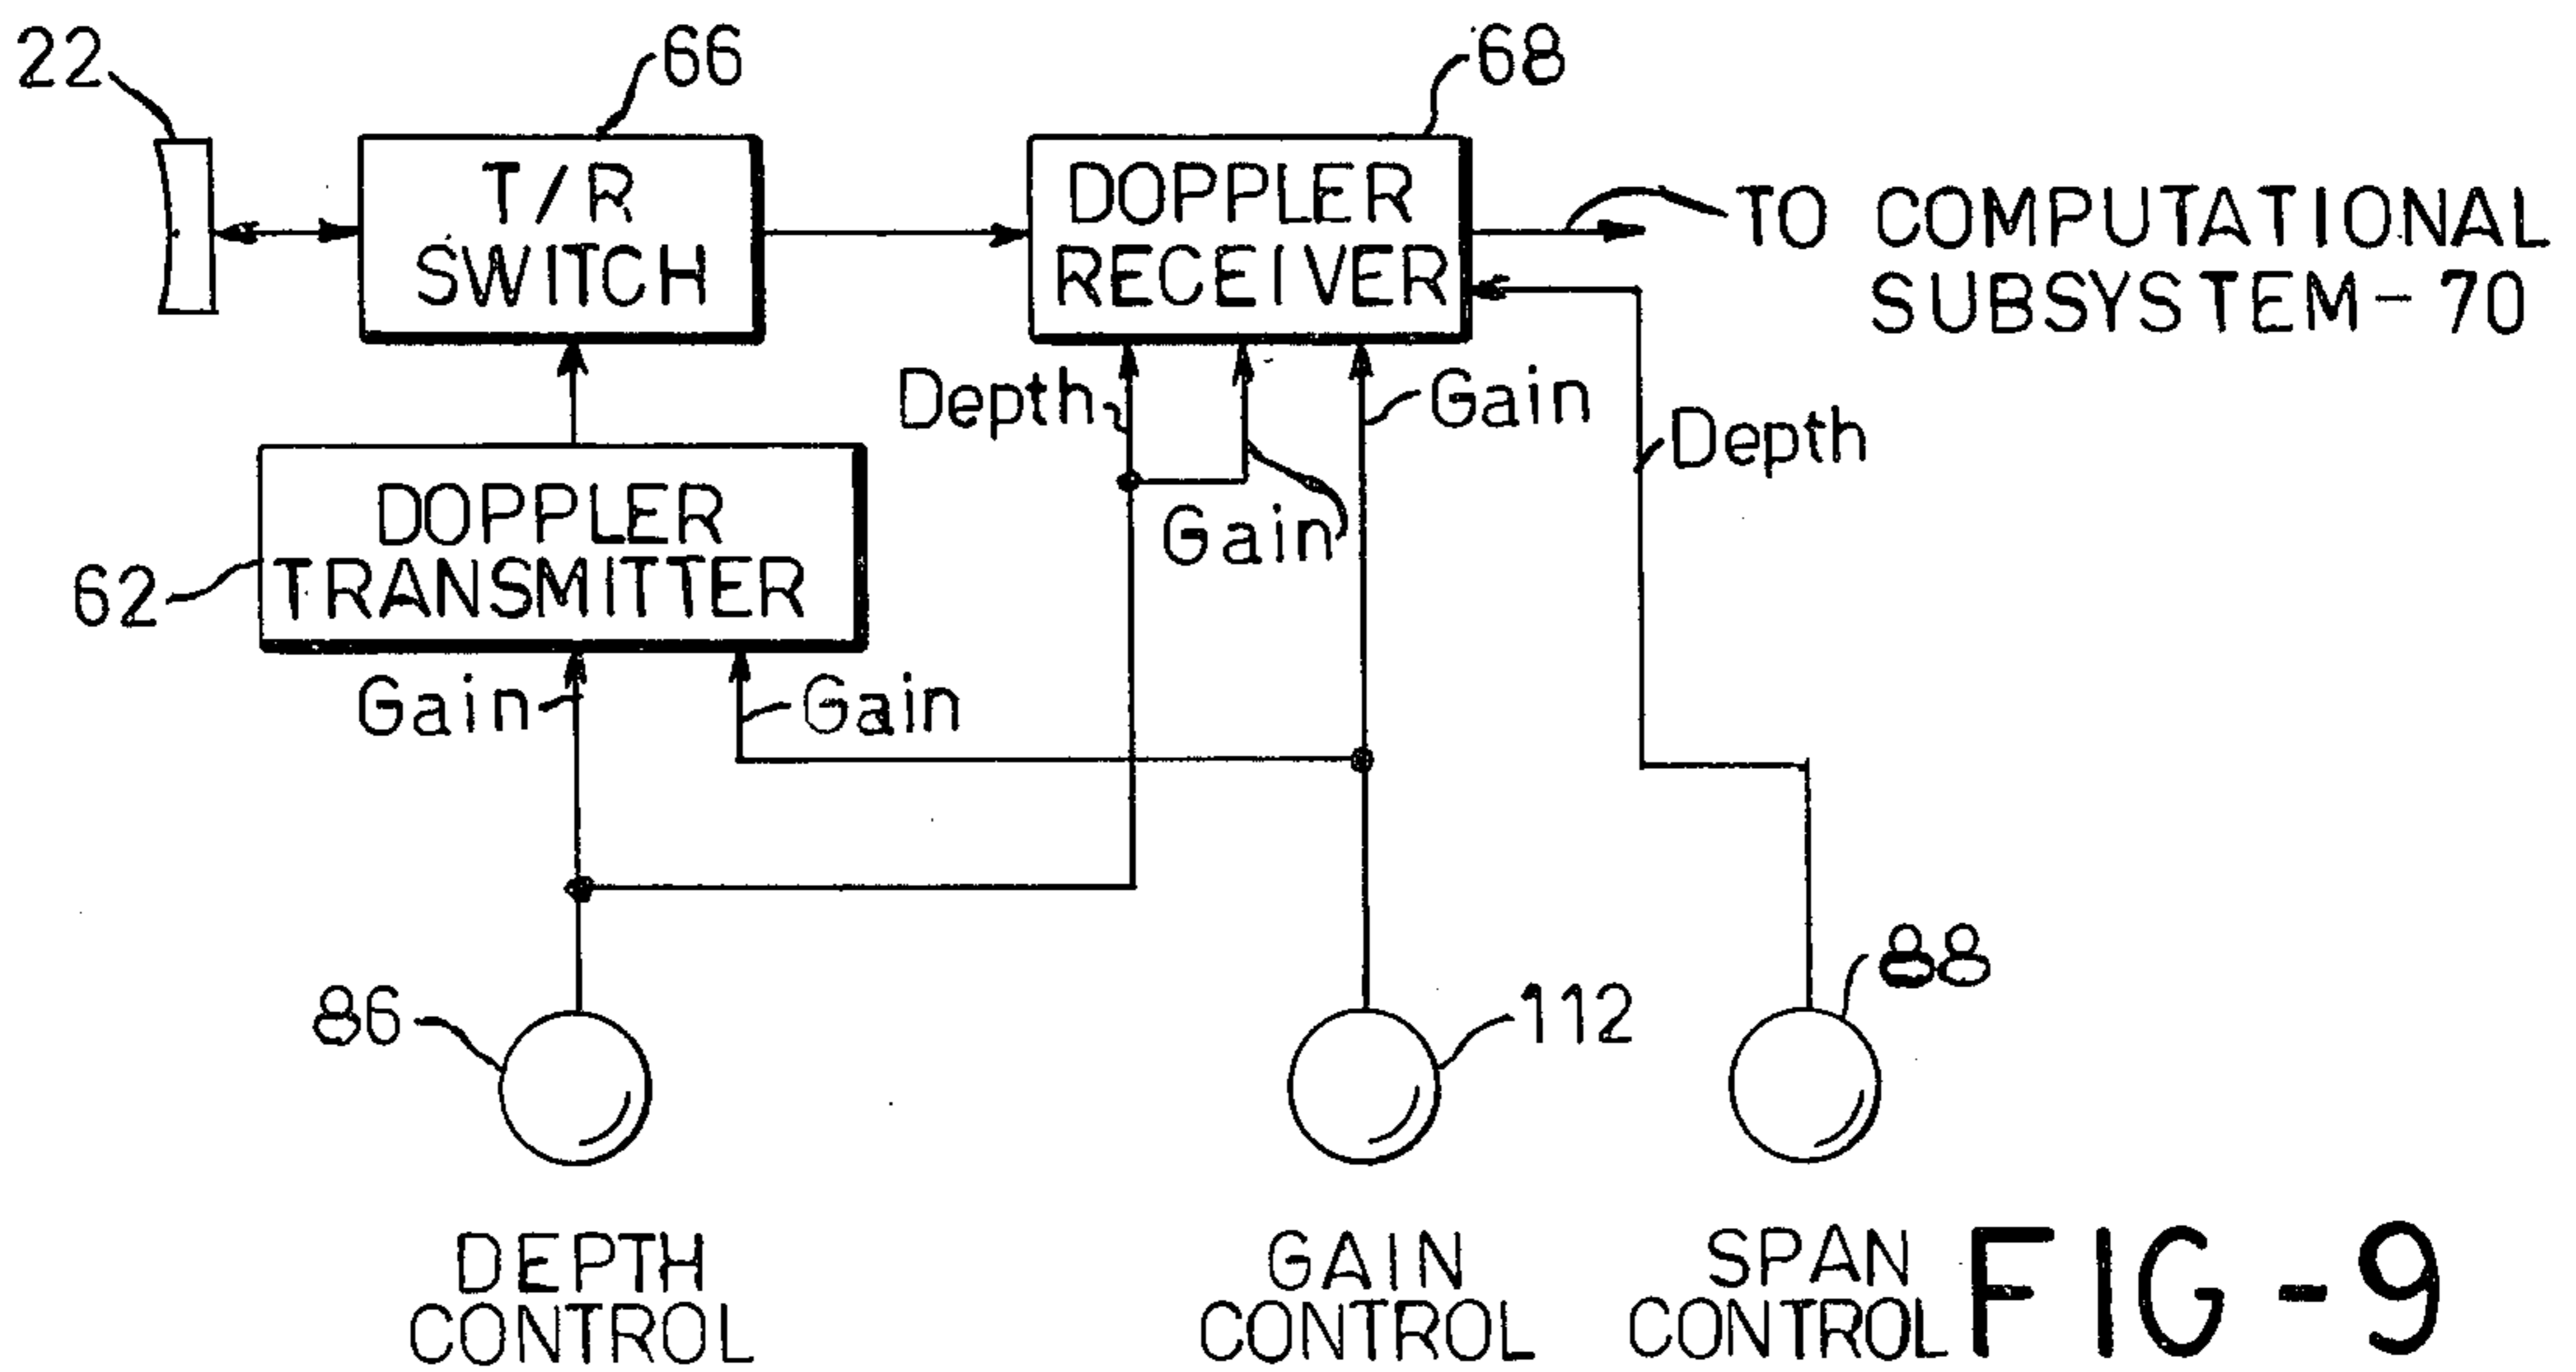 22
66
68
T/R
SWITCH
DOPPLER
RECEIVER
TO COMPUTATIONAL
SUBSYSTEM-70
Depth
Gain
Gain
Depth
DOPPLER
TRANSMITTER
62
Gain
Gain
86
112
88
DEPTH
CONTROL
GAIN
CONTROL
SPAN
CONTROL
FIG-9